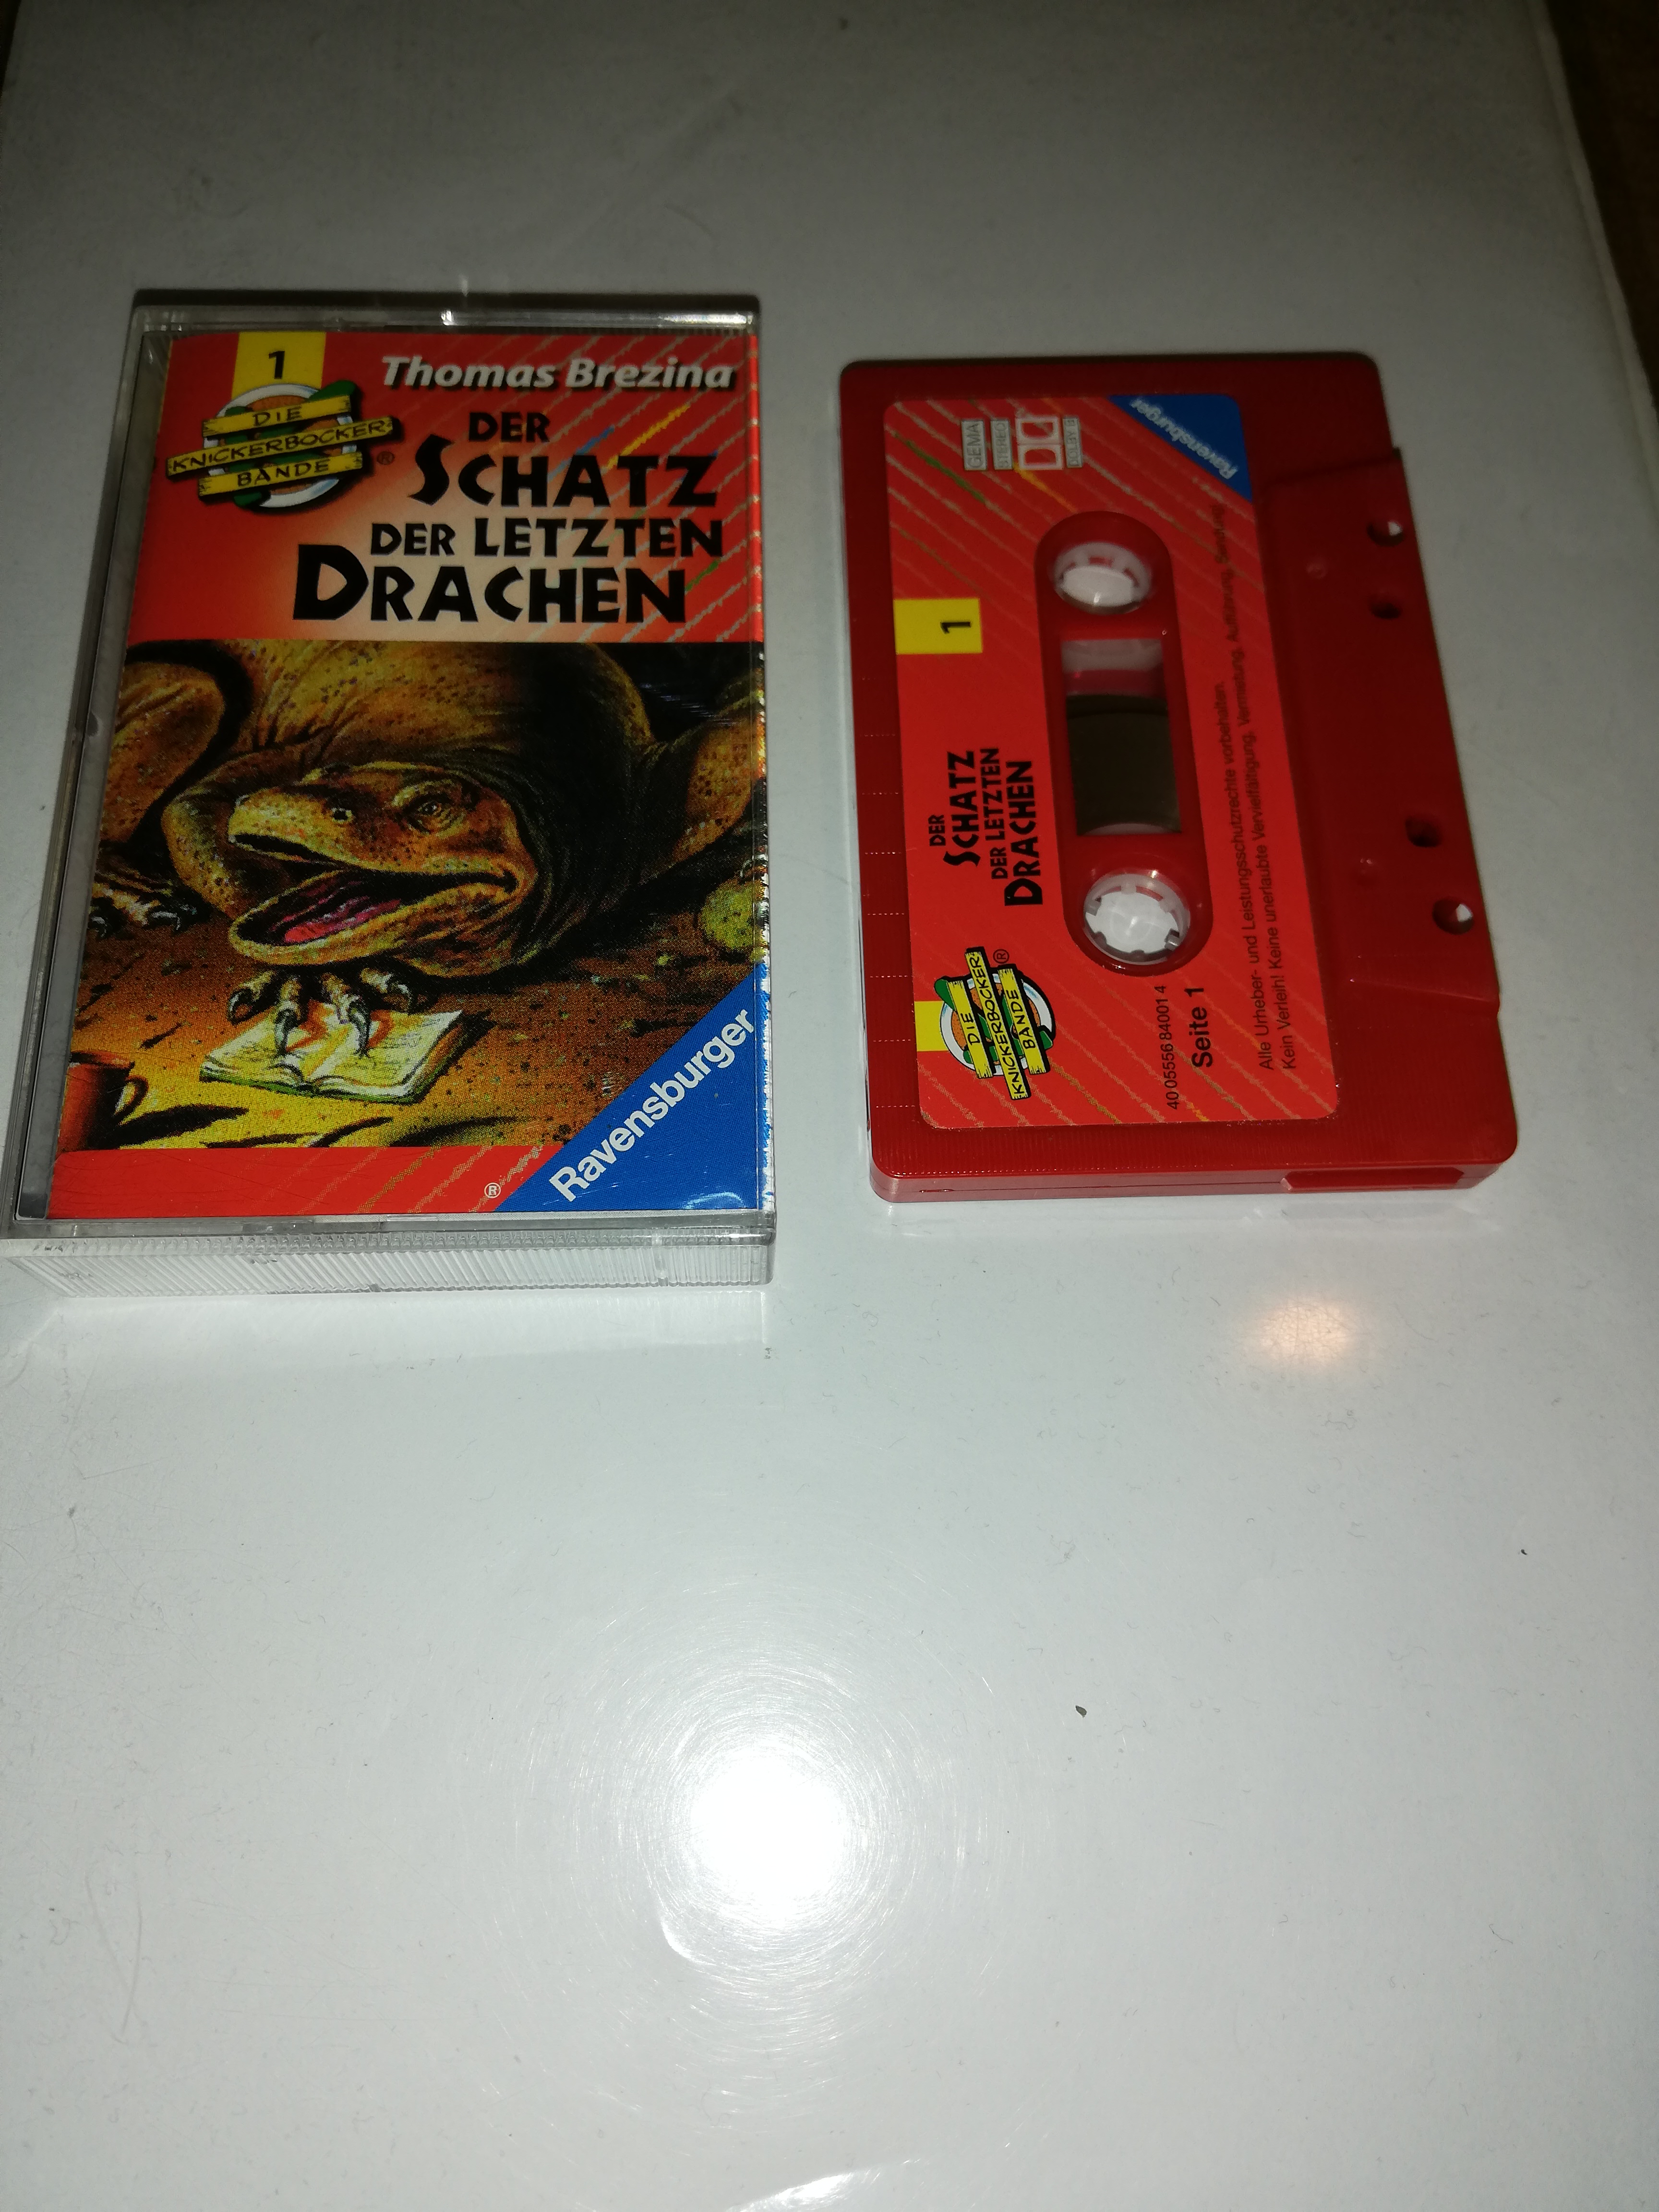 1
Thomas Brezina
DIE
KNICKERBOCKER-
BANDE
®
DER
SCHATZ
DER LETZTEN
DRACHEN
®
Ravensburger
GEMA
STEREO
DOLBY B
Ravensburger
1
DER
SCHATZ
DER LETZTEN
DRACHEN
DIE
KNICKERBOCKER-
BANDE
®
40 05556 84001 4
Seite 1
Alle Urheber- und Leistungsschutzrechte vorbehalten.
Kein Verleih! Keine unerlaubte Vervielfältigung, Vermietung, Aufführung, Sendung!